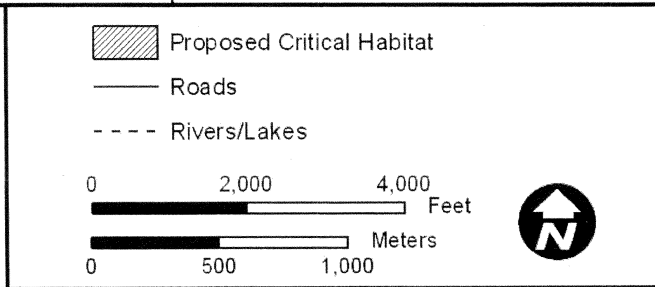 Proposed Critical Habitat
Roads
Rivers/Lakes
0 2,000 4,000
Feet
Meters
0 500 1,000
N